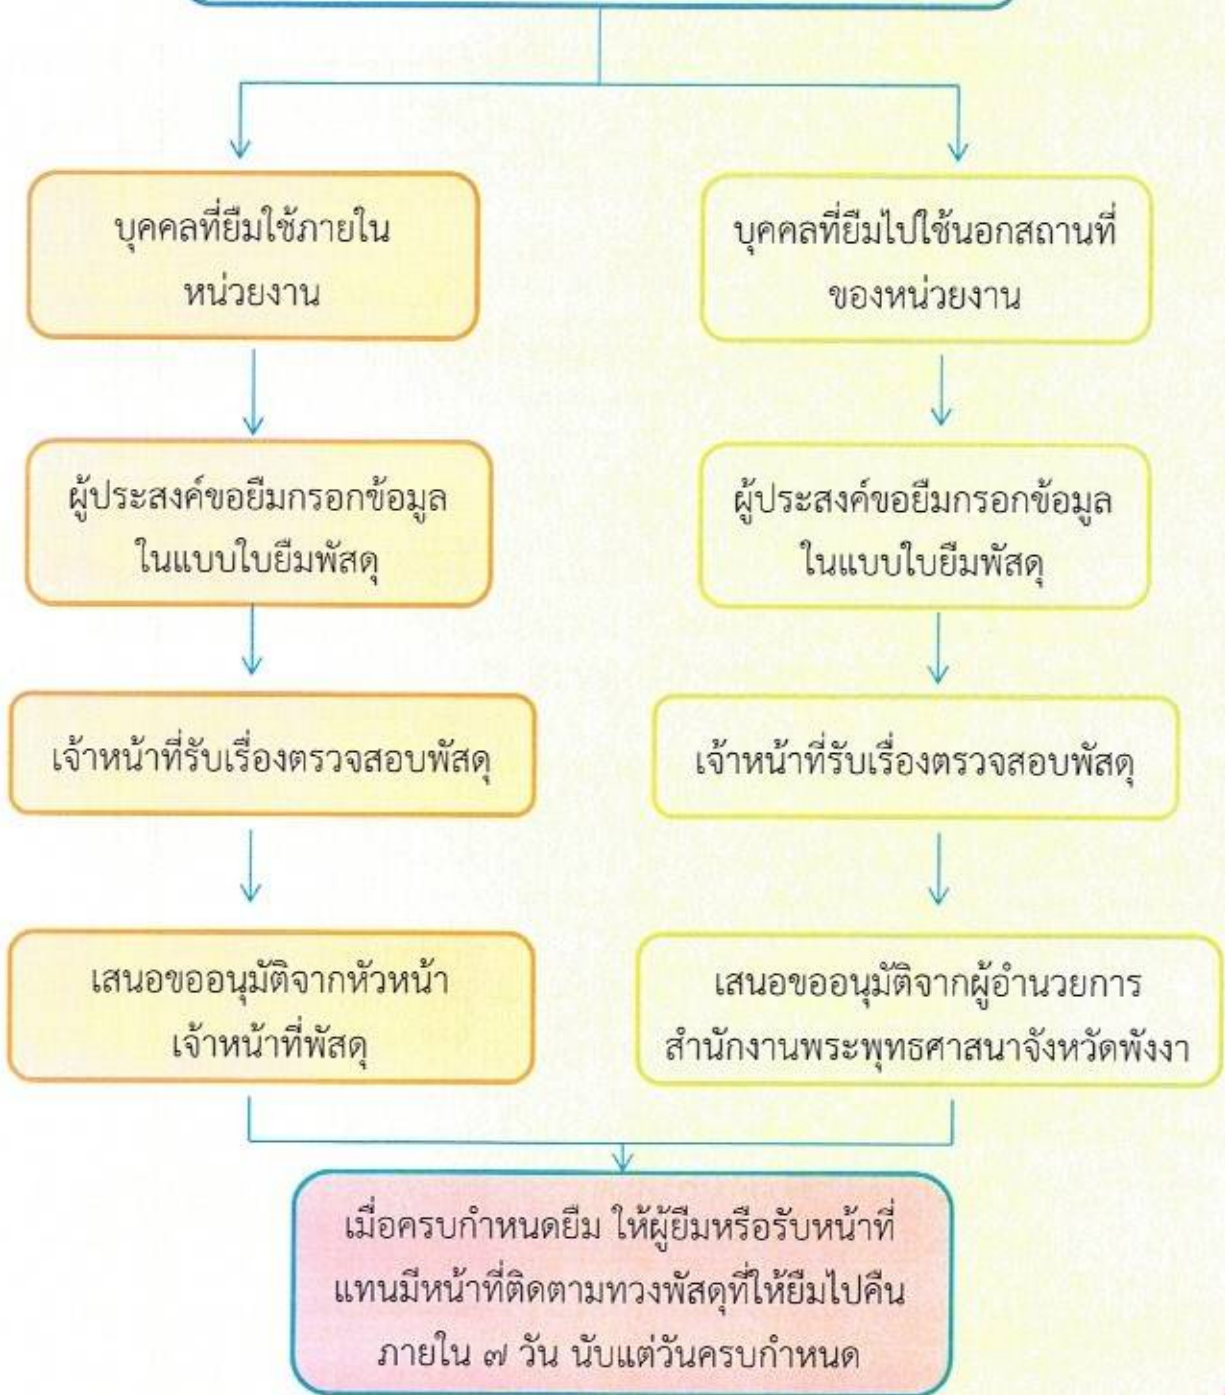 บุคคลที่ยืมใช้ภายใน
หน่วยงาน
บุคคลที่ยืมไปใช้นอกสถานที่
ของหน่วยงาน
ผู้ประสงค์ขอยืมกรอกข้อมูล
ในแบบใบยืมพัสดุ
ผู้ประสงค์ขอยืมกรอกข้อมูล
ในแบบใบยืมพัสดุ
เจ้าหน้าที่รับเรื่องตรวจสอบพัสดุ
เจ้าหน้าที่รับเรื่องตรวจสอบพัสดุ
เสนอขออนุมัติจากหัวหน้า
เจ้าหน้าที่พัสดุ
เสนอขออนุมัติจากผู้อำนวยการ
สำนักงานพระพุทธศาสนาจังหวัดพังงา
เมื่อครบกำหนดยืม ให้ผู้ยืมหรือรับหน้าที่
แทนมีหน้าที่ติดตามทวงพัสดุที่ให้ยืมไปคืน
ภายใน ๗ วัน นับแต่วันครบกำหนด